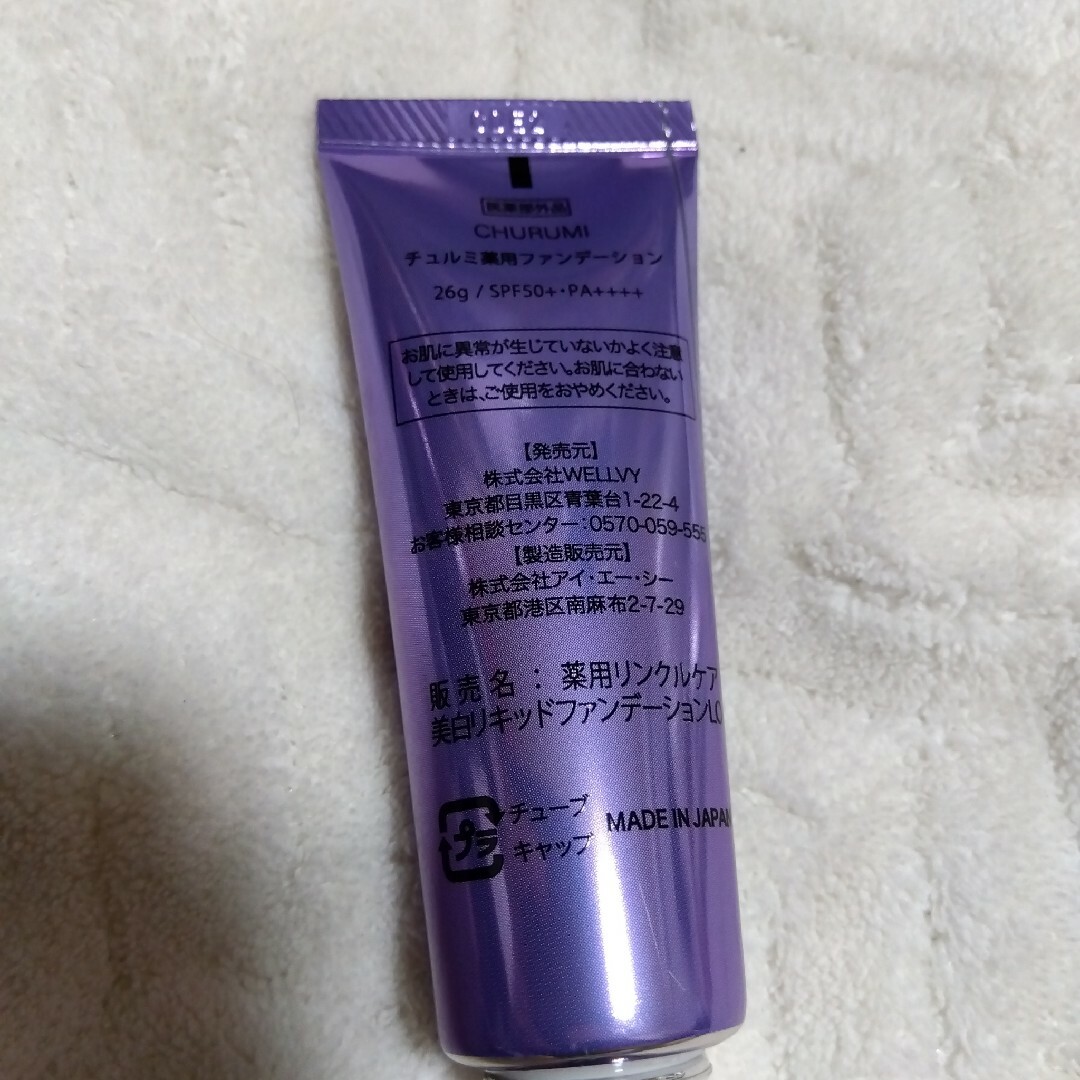 医薬部外品
CHURUMI
チュルミ薬用ファンデーション
26g / SPF50+・PA++++
お肌に異常が生じていないかよく注意
して使用してください。お肌に合わない
ときは、ご使用をおやめください。
【発売元】
株式会社WELLVY
東京都目黒区青葉台1-22-4
お客様相談センター:0570-059-555
【製造販売元】
株式会社アイ・エー・シー
東京都港区南麻布2-7-29
販売名:薬用リンクルケア
美白リキッドファンデーションLC
プラ
チューブ
キャップ
MADE IN JAPAN